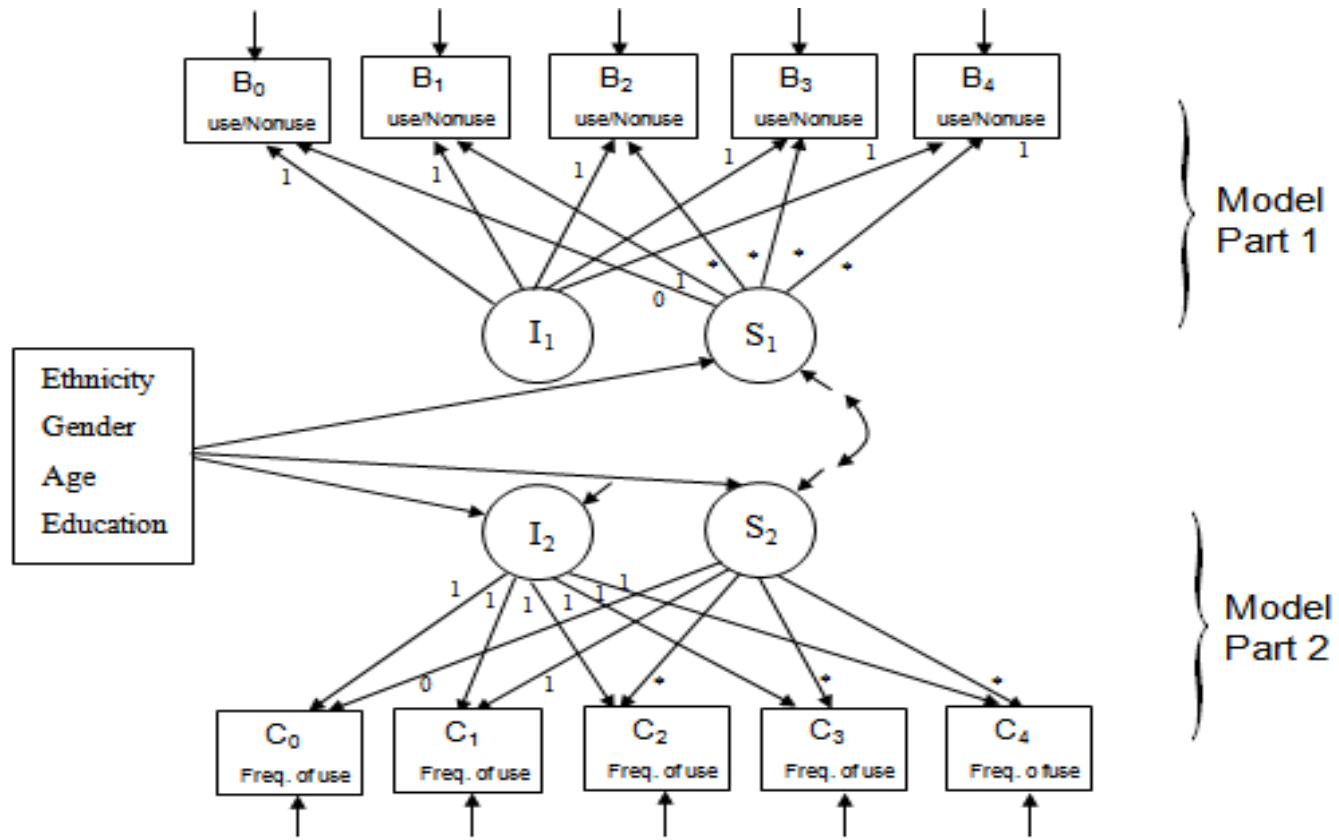 B₀ B₁ B₂ B₃ B₄
use/Nonuse use/Nonuse use/Nonuse use/Nonuse use/Nonuse
1 1 1 1 1 1
Model
Part 1
0 1 * * * *
I₁ S₁
Ethnicity
Gender
Age
Education
I₂ S₂
1 1 1 1 1 1
Model
Part 2
0 1 * * *
C₀ C₁ C₂ C₃ C₄
Freq. of use Freq. of use Freq. of use Freq. of use Freq. o fuse